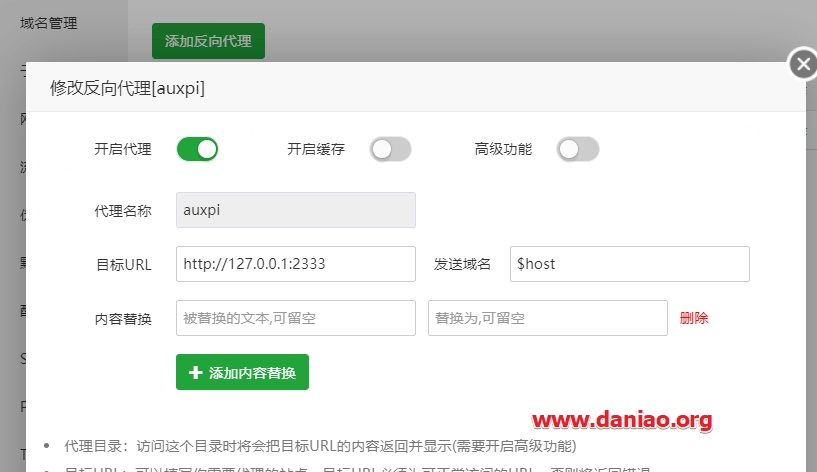 域名管理
添加反向代理
修改反向代理[auxpi]
开启代理
开启缓存
高级功能
代理名称
auxpi
目标URL
http://127.0.0.1:2333
发送域名
$host
内容替换
被替换的文本,可留空
替换为,可留空
删除
添加内容替换
www.daniao.org
代理目录：访问这个目录时将会把目标URL的内容返回并显示(需要开启高级功能)